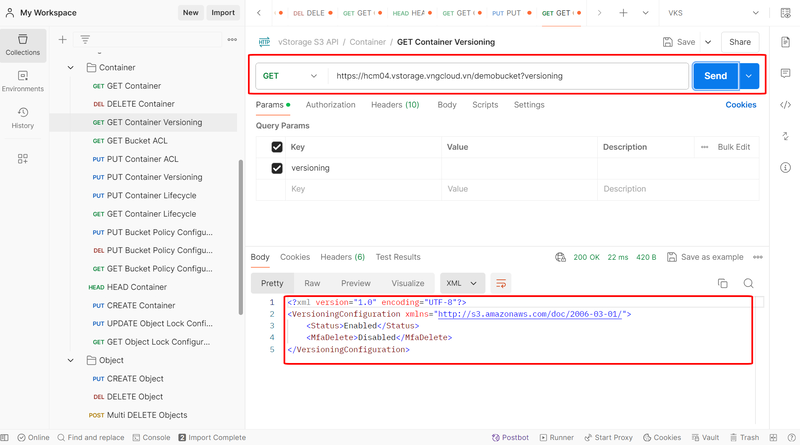 My Workspace
New
Import
DELE
GET
HEAD HEA
GET
PUT PUT
GET
VKS
Collections
Environments
History
Container
GET GET Container
DEL DELETE Container
GET GET Container Versioning
GET GET Bucket ACL
PUT PUT Container ACL
PUT PUT Container Versioning
PUT PUT Container Lifecycle
GET GET Container Lifecycle
PUT PUT Bucket Policy Configu...
DEL PUT Bucket Policy Configu...
GET GET Bucket Policy Configu...
HEAD HEAD Container
PUT CREATE Container
PUT UPDATE Object Lock Confi...
GET GET Object Lock Configur...
Object
PUT CREATE Object
DEL DELETE Object
POST Multi DELETE Objects
HTTP vStorage S3 API / Container / GET Container Versioning
Save
Share
GET
https://hcm04.vstorage.vngcloud.vn/demobucket?versioning
Send
Params
Authorization
Headers (10)
Body
Scripts
Settings
Cookies
Query Params
Key
Value
Description
Bulk Edit
versioning
Key
Value
Description
Body
Cookies
Headers (6)
Test Results
200 OK
22 ms
420 B
Save as example
Pretty
Raw
Preview
Visualize
XML
1 <?xml version="1.0" encoding="UTF-8"?>
2 <VersioningConfiguration xmlns="http://s3.amazonaws.com/doc/2006-03-01/">
3 <Status>Enabled</Status>
4 <MfaDelete>Disabled</MfaDelete>
5 </VersioningConfiguration>
Online
Find and replace
Console
Import Complete
Postbot
Runner
Start Proxy
Cookies
Vault
Trash